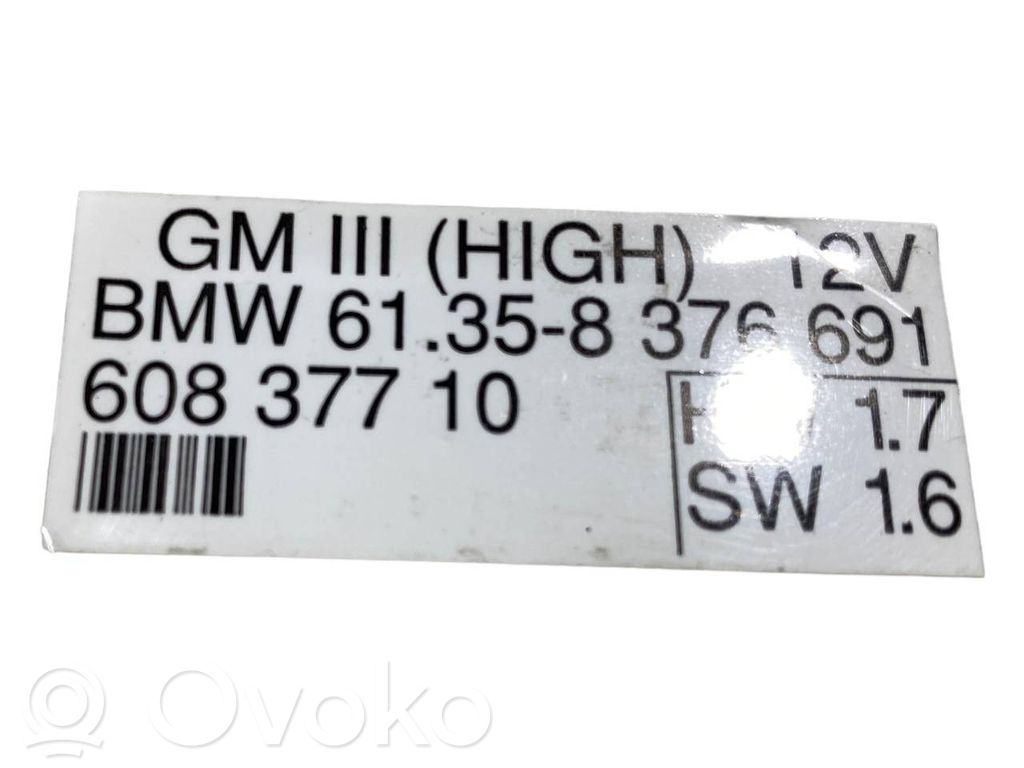 GM III (HIGH) 12V
BMW 61.35-8 376 691
608 377 10
1.7
SW 1.6
Ovoko